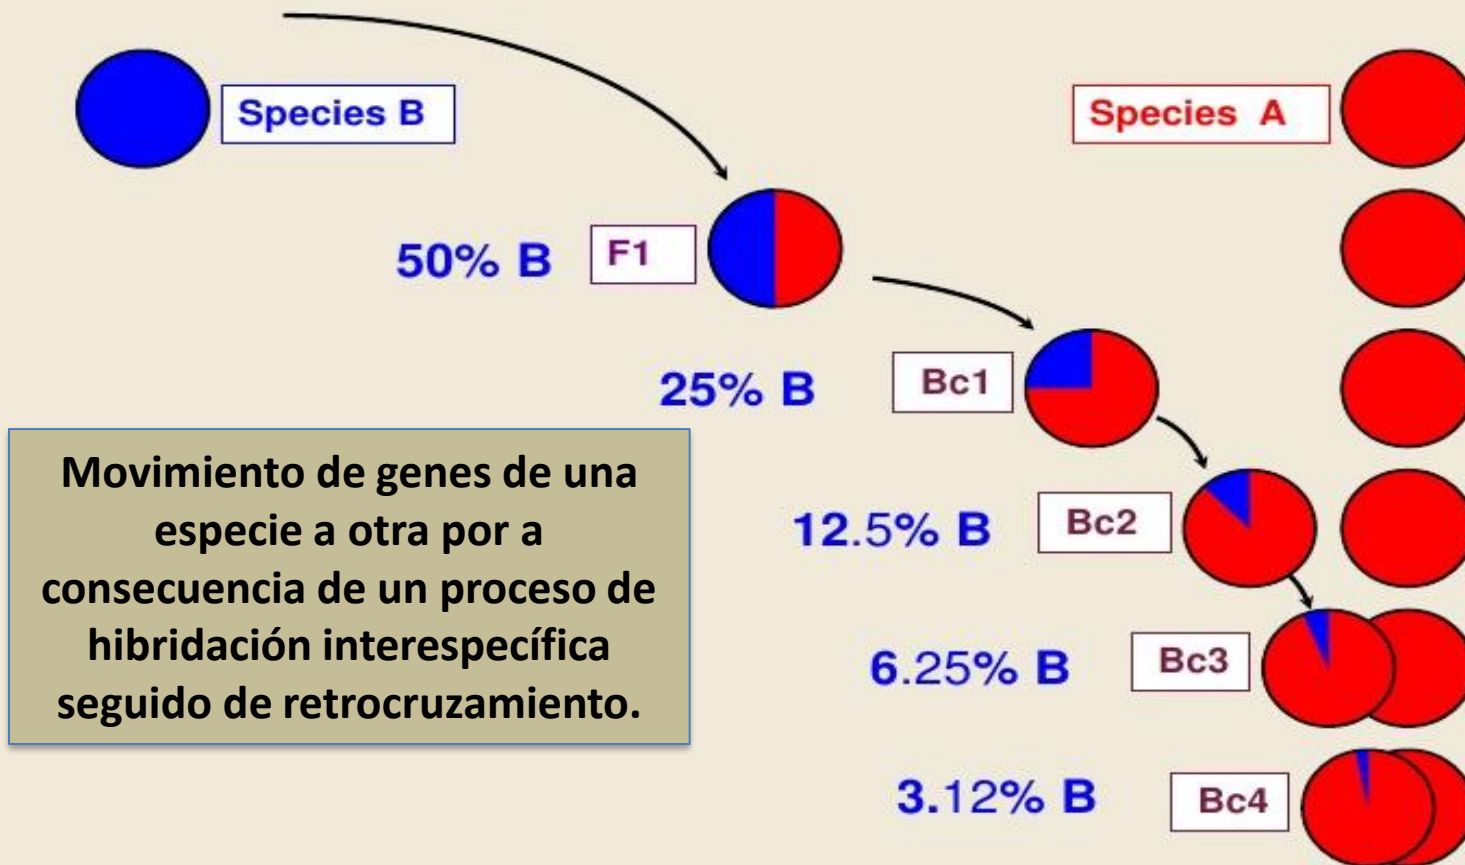 Species B
Species A
50% B
F1
25% B
Bc1
Movimiento de genes de una
especie a otra por a
consecuencia de un proceso de
hibridación interespecífica
seguido de retrocruzamiento.
12.5% B
Bc2
6.25% B
Bc3
3.12% B
Bc4